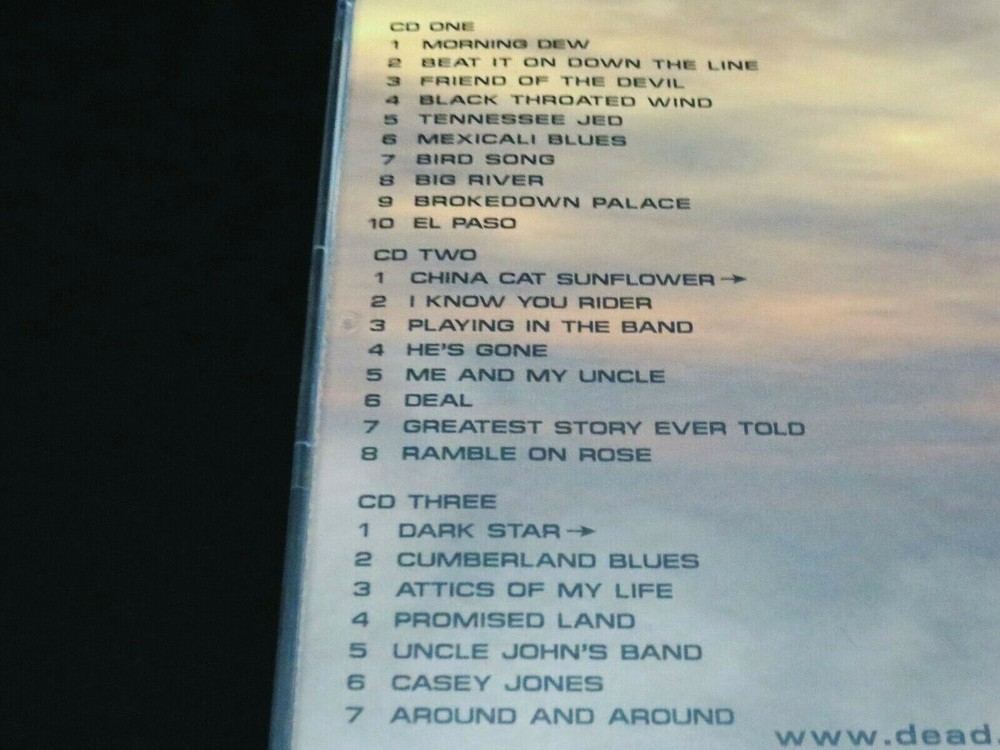 CD ONE
1 MORNING DEW
2 BEAT IT ON DOWN THE LINE
3 FRIEND OF THE DEVIL
4 BLACK THROATED WIND
5 TENNESSEE JED
6 MEXICALI BLUES
7 BIRD SONG
8 BIG RIVER
9 BROKEDOWN PALACE
10 EL PASO
CD TWO
1 CHINA CAT SUNFLOWER →
2 I KNOW YOU RIDER
3 PLAYING IN THE BAND
4 HE'S GONE
5 ME AND MY UNCLE
6 DEAL
7 GREATEST STORY EVER TOLD
8 RAMBLE ON ROSE
CD THREE
1 DARK STAR →
2 CUMBERLAND BLUES
3 ATTICS OF MY LIFE
4 PROMISED LAND
5 UNCLE JOHN'S BAND
6 CASEY JONES
7 AROUND AND AROUND
www.dead.